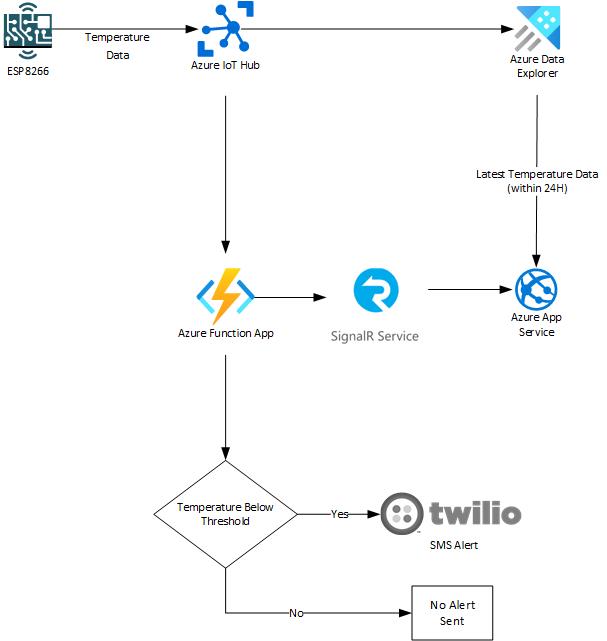 Temperature
Data
ESP8266
Azure IoT Hub
Azure Data
Explorer
Latest Temperature Data
(within 24H)
Azure Function App
SignalR Service
Azure App
Service
Temperature Below
Threshold
Yes
twilio
SMS Alert
No
No Alert
Sent